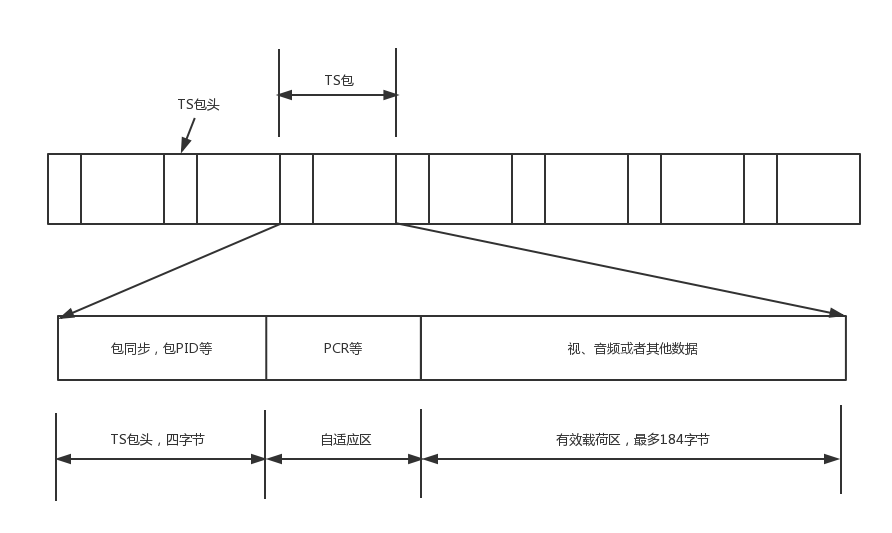 TS包
TS包头
包同步，包PID等
PCR等
视、音频或者其他数据
TS包头，四字节
自适应区
有效载荷区，最多184字节